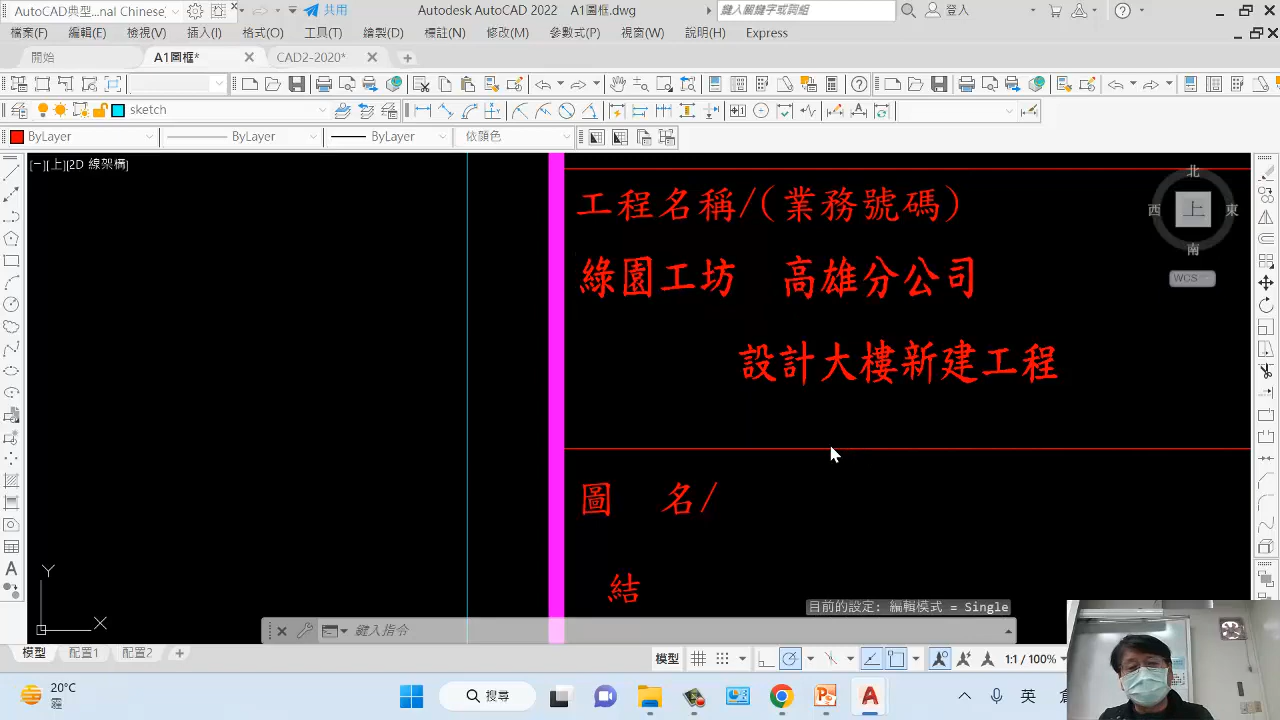 AutoCAD典型...nal Chinese)
共用
Autodesk AutoCAD 2022 A1圖框.dwg
鍵入關鍵字或詞組
登入
檔案(F) 編輯(E) 檢視(V) 插入(I) 格式(O) 工具(T) 繪製(D) 標註(N) 修改(M) 參數式(P) 視窗(W) 說明(H) Express
開始 A1圖框* CAD2-2020*
sketch
ByLayer ByLayer ByLayer 依顏色
[−][上][2D 線架構]
北
西 上 東
南
WCS
工程名稱/(業務號碼)
綠園工坊 高雄分公司
設計大樓新建工程
圖 名/
結
Y
X
目前的設定: 編輯模式 = Single
鍵入指令
模型 配置1 配置2
模型
1:1 / 100%
20°C
搜尋
英